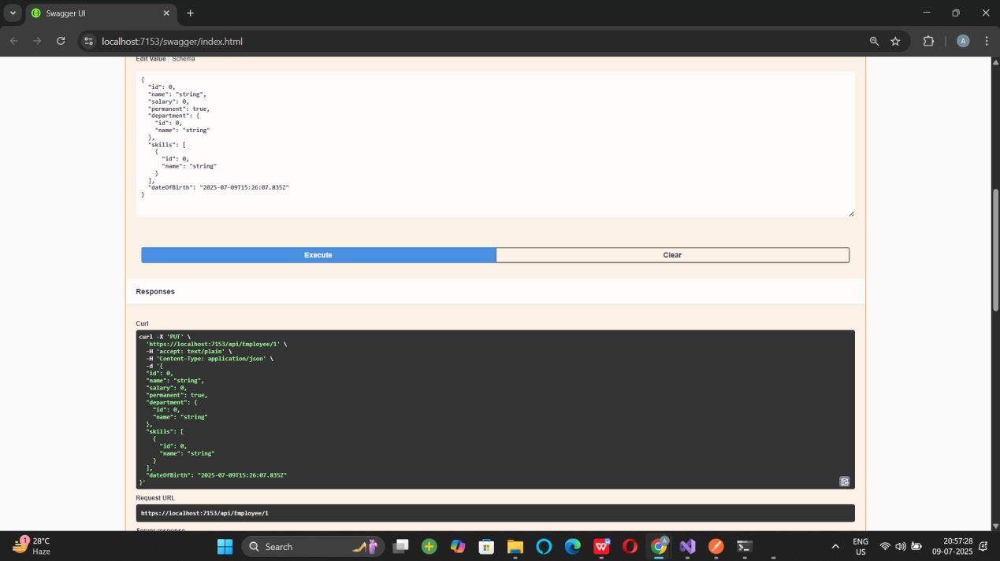 Swagger UI
localhost:7153/swagger/index.html
A
Edit Value | Schema
{
  "id": 0,
  "name": "string",
  "salary": 0,
  "permanent": true,
  "department": {
    "id": 0,
    "name": "string"
  },
  "skills": [
    {
      "id": 0,
      "name": "string"
    }
  ],
  "dateOfBirth": "2025-07-09T15:26:07.835Z"
}
Execute
Clear
Responses
Curl
curl -X 'PUT' \
  'https://localhost:7153/api/Employee/1' \
  -H 'accept: text/plain' \
  -H 'Content-Type: application/json' \
  -d '{
  "id": 0,
  "name": "string",
  "salary": 0,
  "permanent": true,
  "department": {
    "id": 0,
    "name": "string"
  },
  "skills": [
    {
      "id": 0,
      "name": "string"
    }
  ],
  "dateOfBirth": "2025-07-09T15:26:07.835Z"
}'
Request URL
https://localhost:7153/api/Employee/1
Server response
1
28°C
Haze
Search
A
ENG
US
20:57:28
09-07-2025